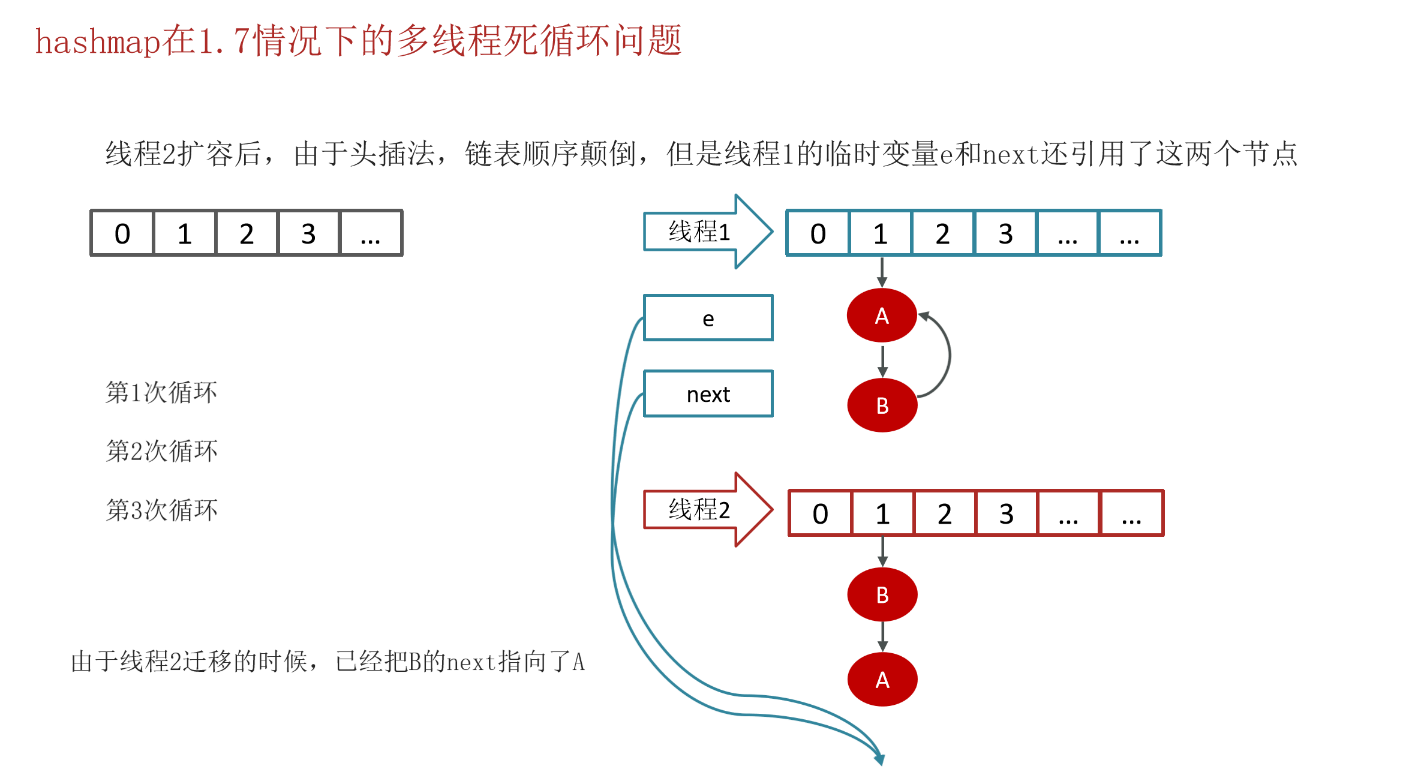 hashmap在1.7情况下的多线程死循环问题
线程2扩容后，由于头插法，链表顺序颠倒，但是线程1的临时变量e和next还引用了这两个节点
0 1 2 3 …
线程1
0 1 2 3 … …
e
A
next
B
第1次循环
第2次循环
第3次循环
线程2
0 1 2 3 … …
B
由于线程2迁移的时候，已经把B的next指向了A
A